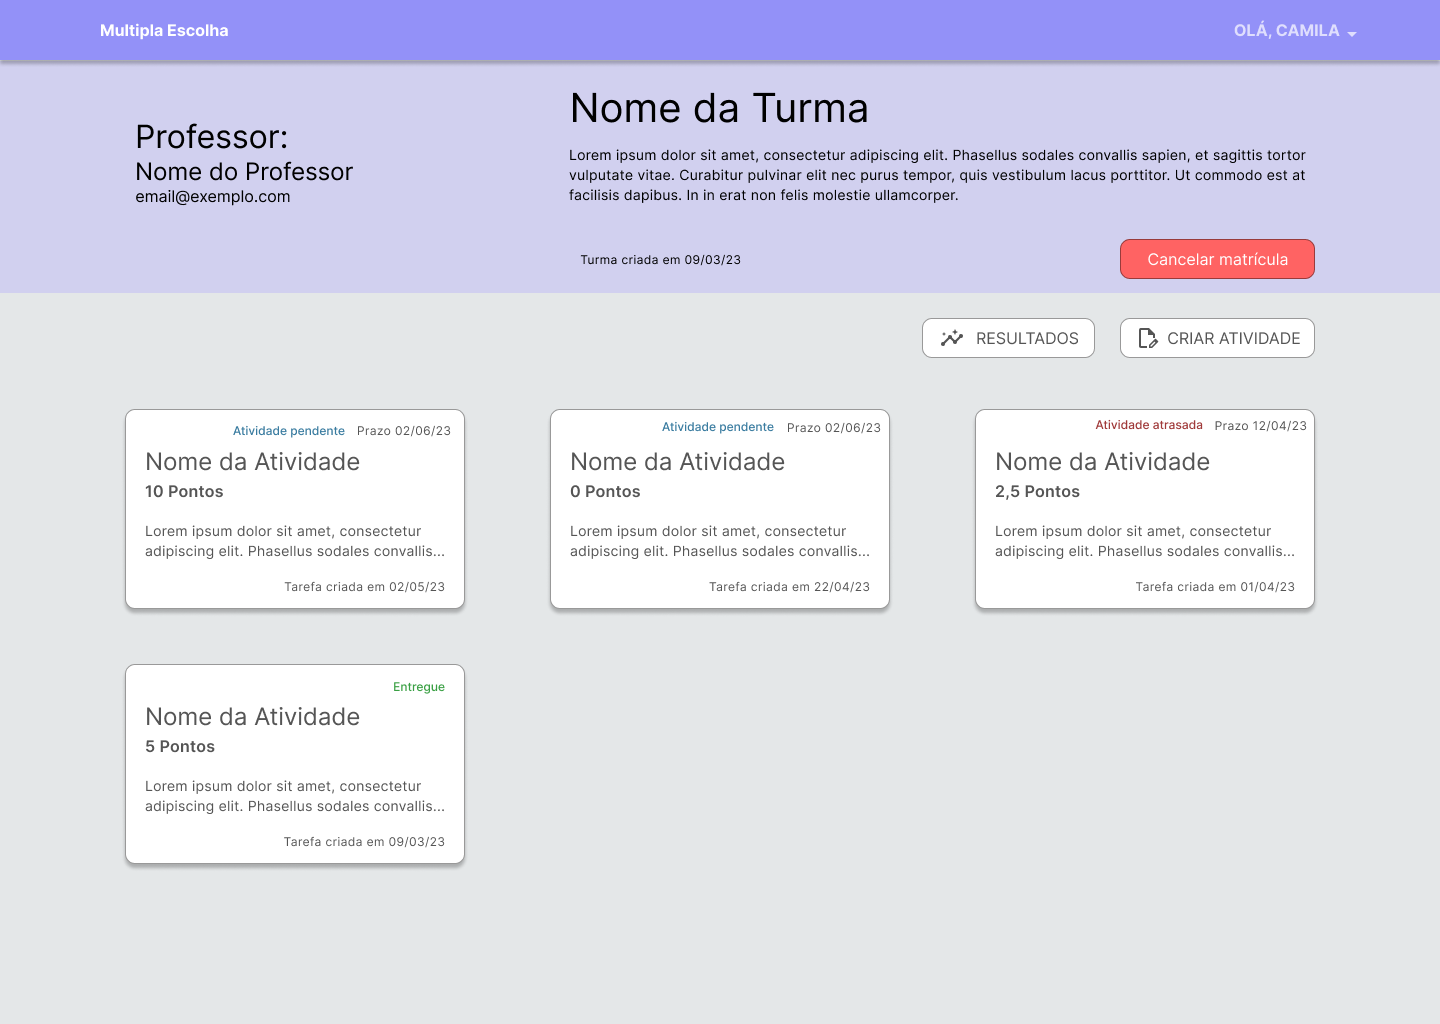 Multipla Escolha
OLÁ, CAMILA
Professor:
Nome do Professor
email@exemplo.com
Nome da Turma
Lorem ipsum dolor sit amet, consectetur adipiscing elit. Phasellus sodales convallis sapien, et sagittis tortor
vulputate vitae. Curabitur pulvinar elit nec purus tempor, quis vestibulum lacus porttitor. Ut commodo est at
facilisis dapibus. In in erat non felis molestie ullamcorper.
Turma criada em 09/03/23
Cancelar matrícula
RESULTADOS
CRIAR ATIVIDADE
Atividade pendente Prazo 02/06/23
Nome da Atividade
10 Pontos
Lorem ipsum dolor sit amet, consectetur
adipiscing elit. Phasellus sodales convallis...
Tarefa criada em 02/05/23
Atividade pendente Prazo 02/06/23
Nome da Atividade
0 Pontos
Lorem ipsum dolor sit amet, consectetur
adipiscing elit. Phasellus sodales convallis...
Tarefa criada em 22/04/23
Atividade atrasada Prazo 12/04/23
Nome da Atividade
2,5 Pontos
Lorem ipsum dolor sit amet, consectetur
adipiscing elit. Phasellus sodales convallis...
Tarefa criada em 01/04/23
Entregue
Nome da Atividade
5 Pontos
Lorem ipsum dolor sit amet, consectetur
adipiscing elit. Phasellus sodales convallis...
Tarefa criada em 09/03/23